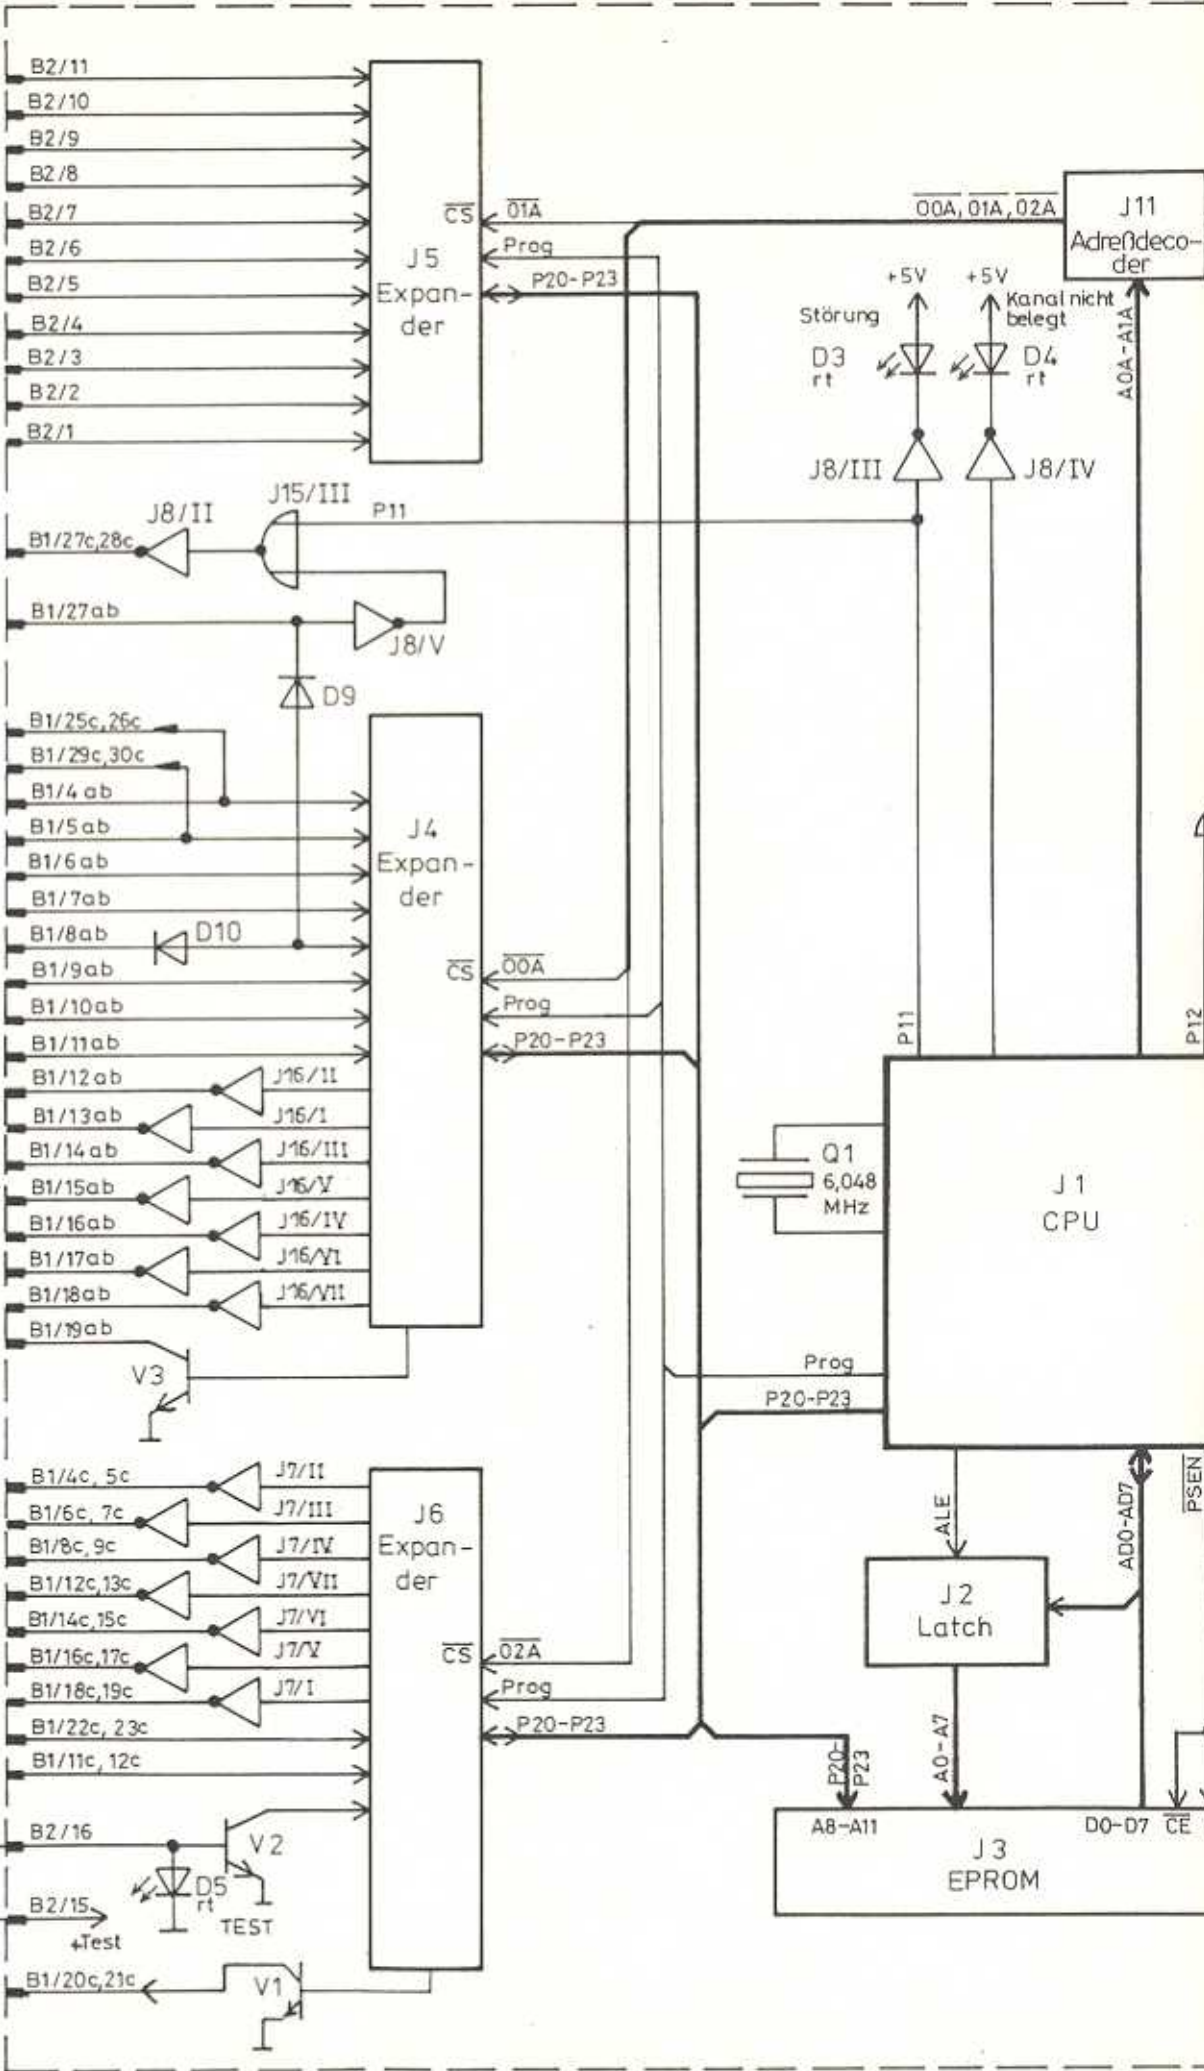 B2/11
B2/10
B2/9
B2/8
B2/7
B2/6
B2/5
B2/4
B2/3
B2/2
B2/1
J5
Expan-
der
CS
01A
Prog
P20-P23
00A, 01A, 02A
J11
Adreßdeco-
der
+5V
+5V
Störung
Kanal nicht
belegt
D3
rt
D4
rt
A0A-A1A
J8/III
J8/IV
J8/II
J15/III
P11
B1/27c,28c
B1/27ab
J8/V
D9
B1/25c,26c
B1/29c,30c
B1/4ab
B1/5ab
B1/6ab
B1/7ab
B1/8ab
D10
B1/9ab
B1/10ab
B1/11ab
B1/12ab
J16/II
B1/13ab
J16/I
B1/14ab
J16/III
B1/15ab
J16/V
B1/16ab
J16/IV
B1/17ab
J16/VI
B1/18ab
J16/VII
B1/19ab
V3
J4
Expan-
der
CS
00A
Prog
P20-P23
P11
P12
Q1
6,048
MHz
J1
CPU
Prog
P20-P23
B1/4c, 5c
J7/II
B1/6c, 7c
J7/III
B1/8c, 9c
J7/IV
B1/12c,13c
J7/VII
B1/14c,15c
J7/VI
B1/16c,17c
J7/V
B1/18c,19c
J7/I
B1/22c, 23c
B1/11c, 12c
J6
Expan-
der
CS
02A
Prog
P20-P23
ALE
AD0-AD7
PSEN
J2
Latch
P20-
P23
A0-A7
A8-A11
D0-D7
CE
J3
EPROM
B2/16
V2
D5
rt
TEST
B2/15
+Test
B1/20c,21c
V1